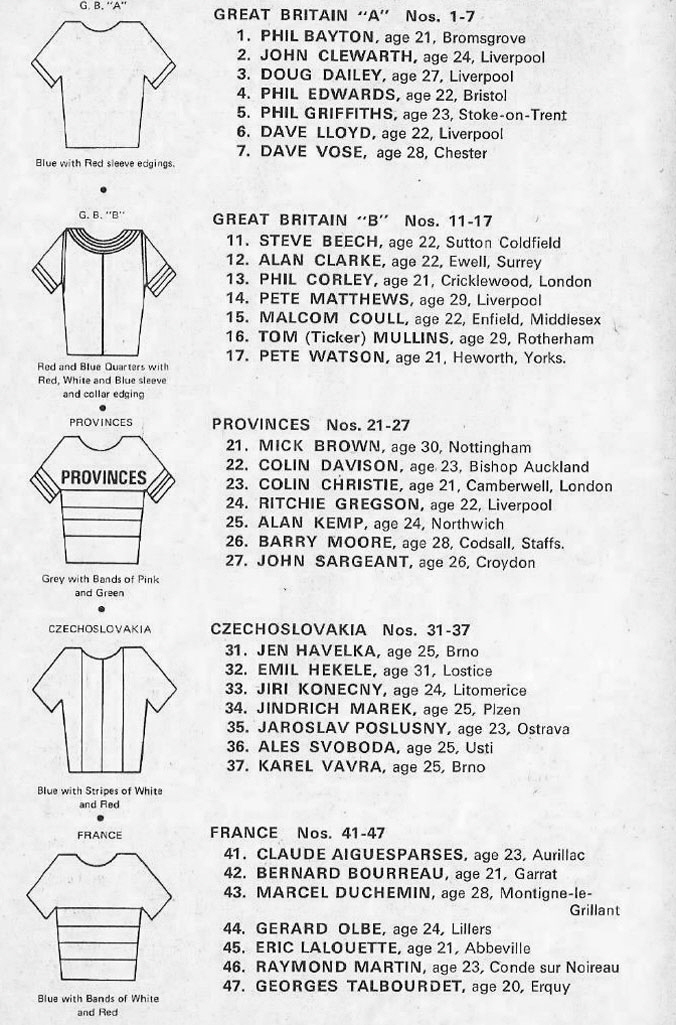 G. B. "A"
GREAT BRITAIN "A" Nos. 1-7
1. PHIL BAYTON, age 21, Bromsgrove
2. JOHN CLEWARTH, age 24, Liverpool
3. DOUG DAILEY, age 27, Liverpool
4. PHIL EDWARDS, age 22, Bristol
5. PHIL GRIFFITHS, age 23, Stoke-on-Trent
6. DAVE LLOYD, age 22, Liverpool
7. DAVE VOSE, age 28, Chester
Blue with Red sleeve edgings.
G. B. "B"
GREAT BRITAIN "B" Nos. 11-17
11. STEVE BEECH, age 22, Sutton Coldfield
12. ALAN CLARKE, age 22, Ewell, Surrey
13. PHIL CORLEY, age 21, Cricklewood, London
14. PETE MATTHEWS, age 29, Liverpool
15. MALCOM COULL, age 22, Enfield, Middlesex
16. TOM (Ticker) MULLINS, age 29, Rotherham
17. PETE WATSON, age 21, Heworth, Yorks.
Red and Blue Quarters with
Red, White and Blue sleeve
and collar edging
PROVINCES
PROVINCES
PROVINCES Nos. 21-27
21. MICK BROWN, age 30, Nottingham
22. COLIN DAVISON, age 23, Bishop Auckland
23. COLIN CHRISTIE, age 21, Camberwell, London
24. RITCHIE GREGSON, age 22, Liverpool
25. ALAN KEMP, age 24, Northwich
26. BARRY MOORE, age 28, Codsall, Staffs.
27. JOHN SARGEANT, age 26, Croydon
Grey with Bands of Pink
and Green
CZECHOSLOVAKIA
CZECHOSLOVAKIA Nos. 31-37
31. JEN HAVELKA, age 25, Brno
32. EMIL HEKELE, age 31, Lostice
33. JIRI KONECNY, age 24, Litomerice
34. JINDRICH MAREK, age 25, Plzen
35. JAROSLAV POSLUSNY, age 23, Ostrava
36. ALES SVOBODA, age 25, Usti
37. KAREL VAVRA, age 25, Brno
Blue with Stripes of White
and Red
FRANCE
FRANCE Nos. 41-47
41. CLAUDE AIGUESPARSES, age 23, Aurillac
42. BERNARD BOURREAU, age 21, Garrat
43. MARCEL DUCHEMIN, age 28, Montigne-le-
Grillant
44. GERARD OLBE, age 24, Lillers
45. ERIC LALOUETTE, age 21, Abbeville
46. RAYMOND MARTIN, age 23, Conde sur Noireau
47. GEORGES TALBOURDET, age 20, Erquy
Blue with Bands of White
and Red